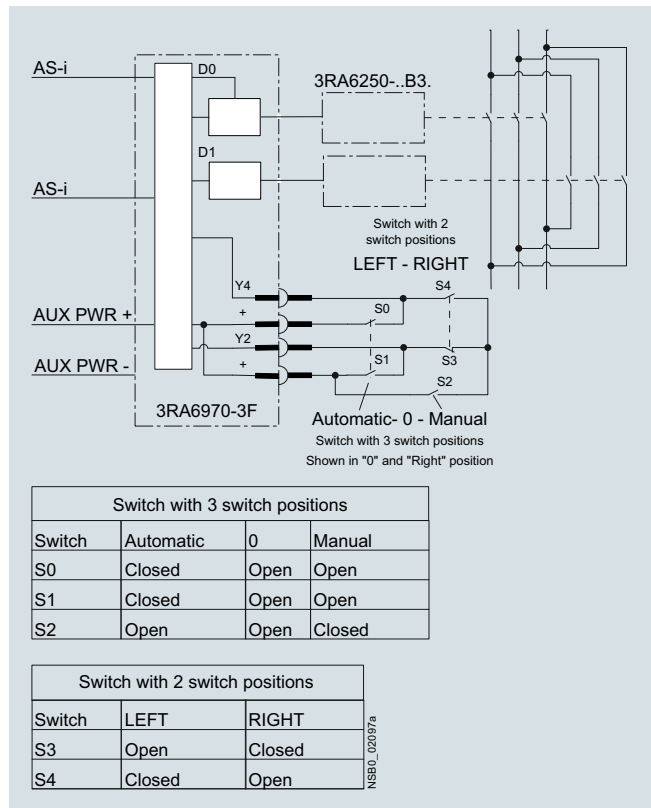 AS-i
D0
3RA6250-..B3.
D1
AS-i
Switch with 2
switch positions
LEFT - RIGHT
Y4
S4
AUX PWR +
+
S0
Y2
S3
AUX PWR -
+
S1
S2
3RA6970-3F
Automatic- 0 - Manual
Switch with 3 switch positions
Shown in "0" and "Right" position
Switch with 3 switch positions
Switch Automatic 0 Manual
S0 Closed Open Open
S1 Closed Open Open
S2 Open Open Closed
Switch with 2 switch positions
Switch LEFT RIGHT
S3 Open Closed
S4 Closed Open
NSB0_02097a